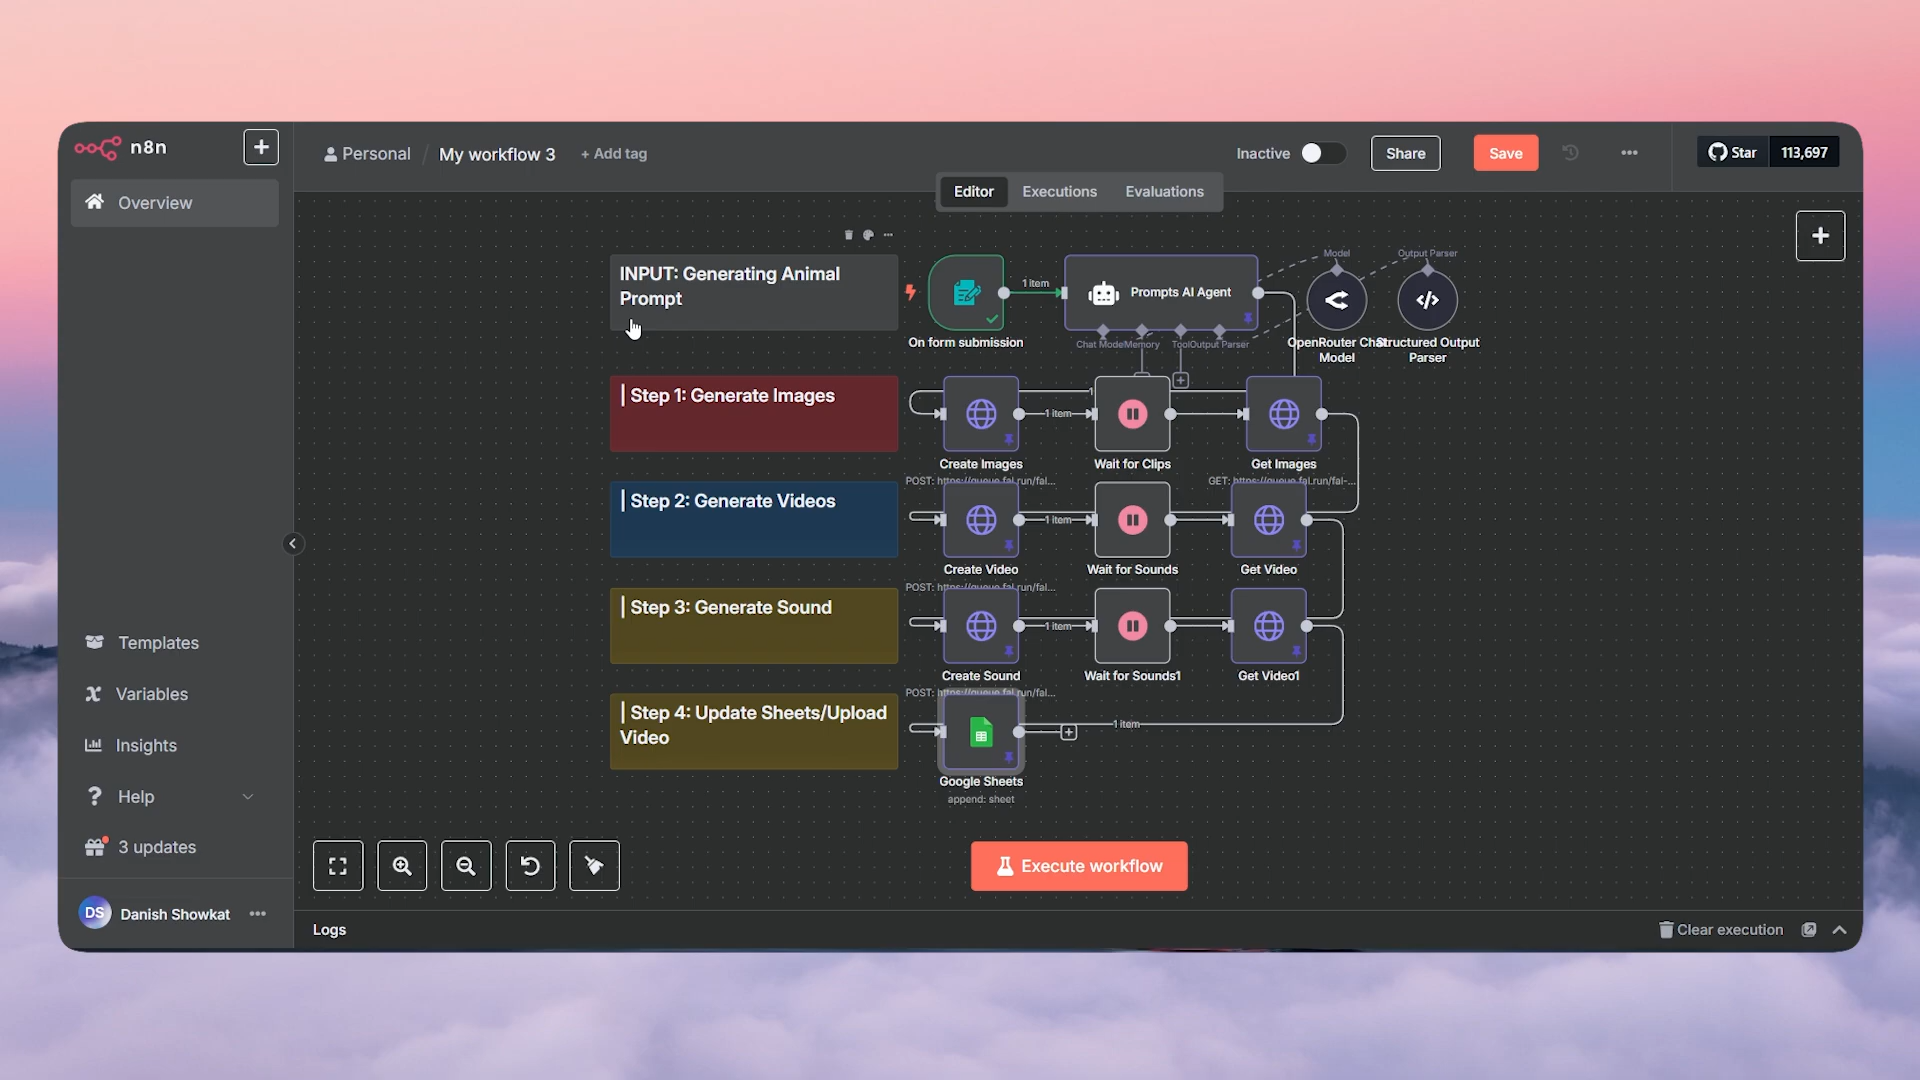 n8n
Personal
My workflow 3
+ Add tag
Inactive
Share
Save
Star
113,697
Editor
Executions
Evaluations
Overview
Templates
Variables
Insights
Help
3 updates
DS
Danish Showkat
INPUT: Generating Animal
Prompt
On form submission
1 item
Prompts AI Agent
Memory
Tool
Output Parser
Model
Output Parser
Model
Structured Output
Parser
| Step 1: Generate Images
1 item
Create Images
Wait for Clips
Get Images
| Step 2: Generate Videos
1 item
Create Video
Wait for Sounds
Get Video
| Step 3: Generate Sound
1 item
Create Sound
Wait for Sounds1
Get Video1
| Step 4: Update Sheets/Upload
Video
1 item
Google Sheets
append: sheet
Execute workflow
Logs
Clear execution